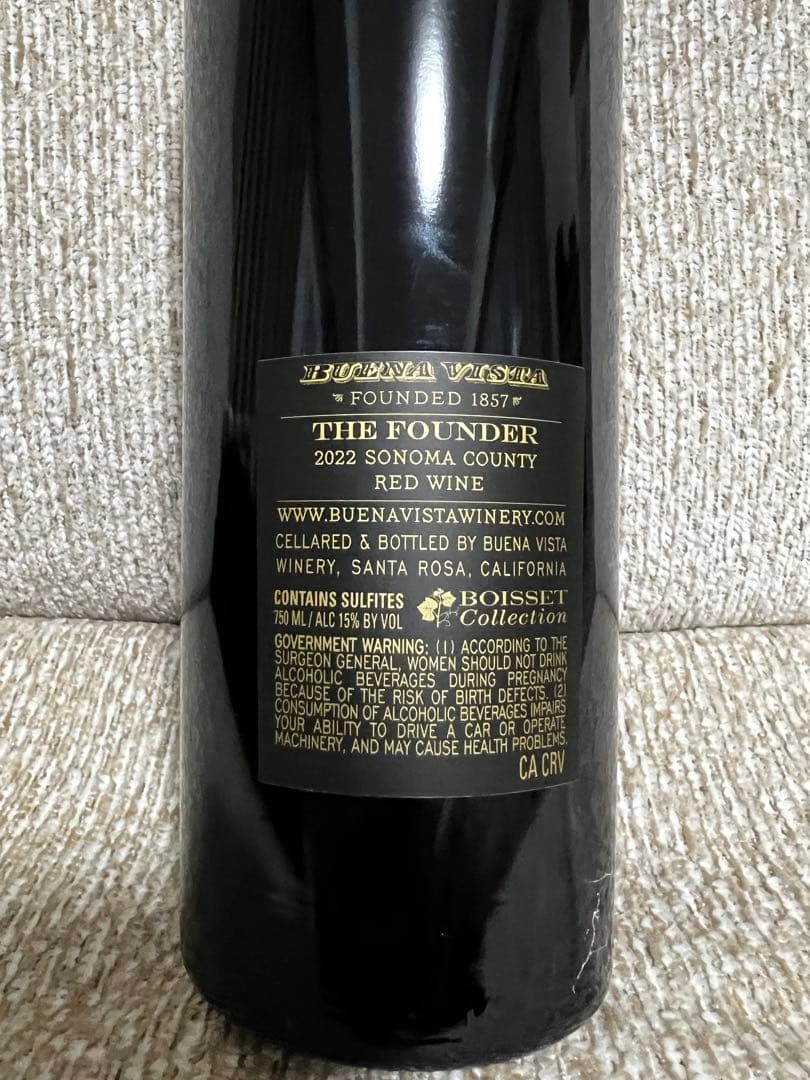 BUENA VISTA
FOUNDED 1857
THE FOUNDER
2022 SONOMA COUNTY
RED WINE
WWW.BUENAVISTAWINERY.COM
CELLARED & BOTTLED BY BUENA VISTA
WINERY, SANTA ROSA, CALIFORNIA
CONTAINS SULFITES
750 ML / ALC 15% BY VOL
BOISSET
Collection
GOVERNMENT WARNING: (1) ACCORDING TO THE
SURGEON GENERAL, WOMEN SHOULD NOT DRINK
ALCOHOLIC BEVERAGES DURING PREGNANCY
BECAUSE OF THE RISK OF BIRTH DEFECTS. (2)
CONSUMPTION OF ALCOHOLIC BEVERAGES IMPAIRS
YOUR ABILITY TO DRIVE A CAR OR OPERATE
MACHINERY, AND MAY CAUSE HEALTH PROBLEMS.
CA CRV